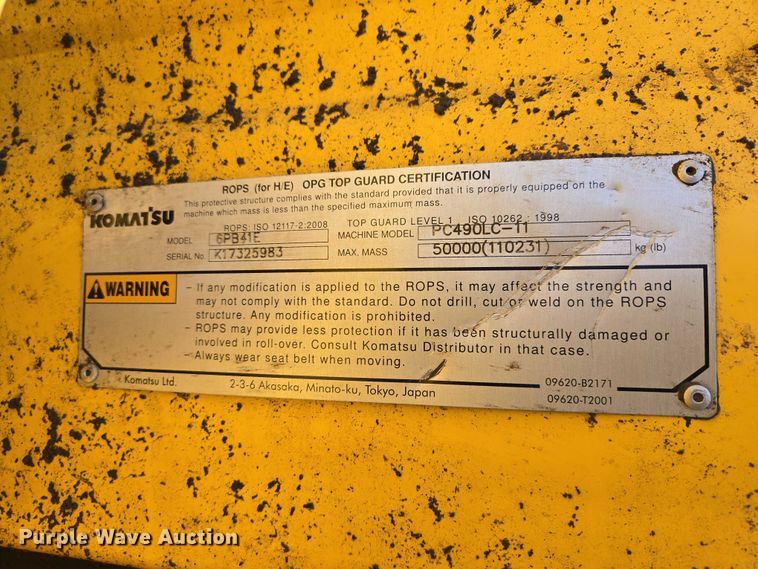 ROPS (for H/E) OPG TOP GUARD CERTIFICATION
This protective structure complies with the standard provided that it is properly equipped on the
machine which mass is less than the specified maximum mass.
KOMATSU
ROPS: ISO 12117-2:2008 TOP GUARD LEVEL 1 ISO 10262 : 1998
MODEL 6PB41E MACHINE MODEL PC490LC-11
SERIAL No. K17325983 MAX. MASS 50000(110231) kg (lb)
WARNING
- If any modification is applied to the ROPS, it may affect the strength and
may not comply with the standard. Do not drill, cut or weld on the ROPS
structure. Any modification is prohibited.
- ROPS may provide less protection if it has been structurally damaged or
involved in roll-over. Consult Komatsu Distributor in that case.
- Always wear seat belt when moving.
Komatsu Ltd. 2-3-6 Akasaka, Minato-ku, Tokyo, Japan
09620-B2171
09620-T2001
Purple Wave Auction